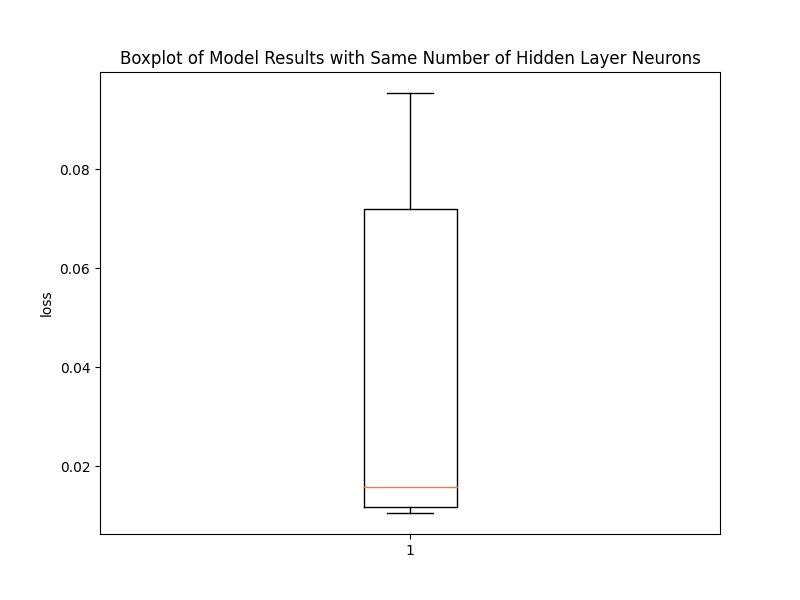 Boxplot of Model Results with Same Number of Hidden Layer Neurons
0.08
0.06
loss
0.04
0.02
1